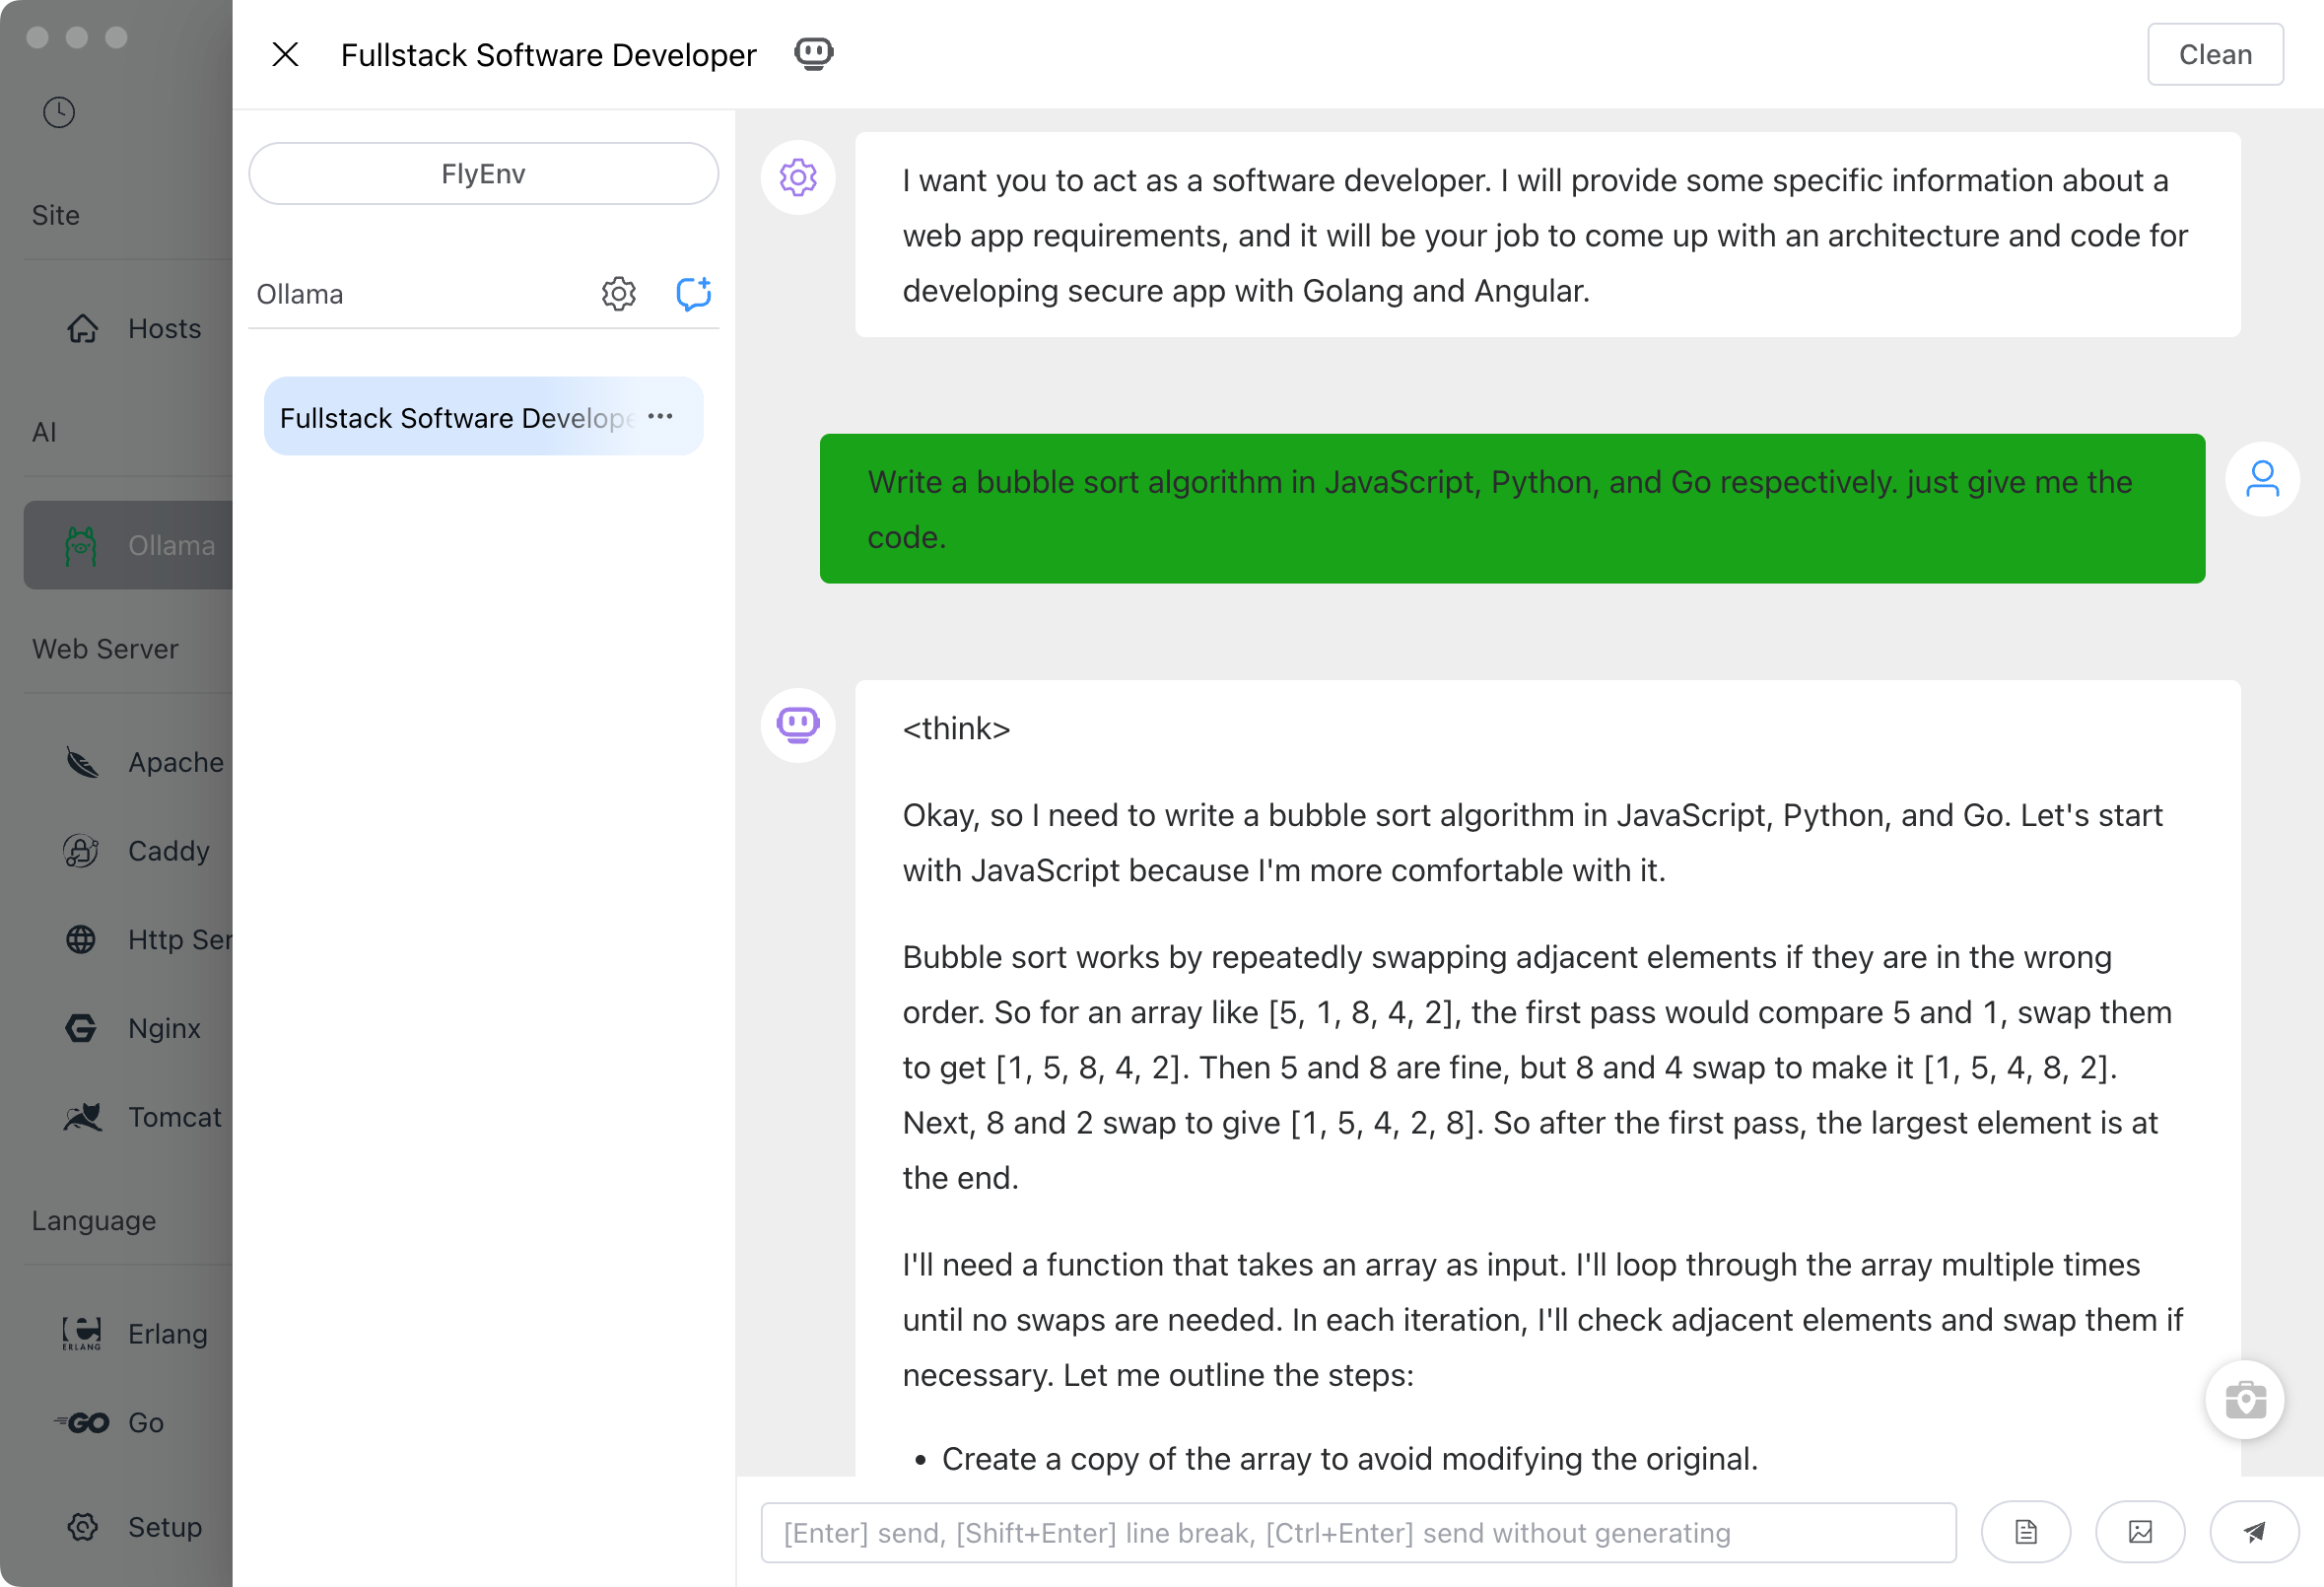 Fullstack Software Developer
Clean
Site
Hosts
AI
Ollama
Web Server
Apache
Caddy
Http Ser
Nginx
Tomcat
Language
ERLANG
Erlang
GO
Go
Setup
FlyEnv
Ollama
Fullstack Software Develope
I want you to act as a software developer. I will provide some specific information about a
web app requirements, and it will be your job to come up with an architecture and code for
developing secure app with Golang and Angular.
Write a bubble sort algorithm in JavaScript, Python, and Go respectively. just give me the
code.
<think>
Okay, so I need to write a bubble sort algorithm in JavaScript, Python, and Go. Let's start
with JavaScript because I'm more comfortable with it.
Bubble sort works by repeatedly swapping adjacent elements if they are in the wrong
order. So for an array like [5, 1, 8, 4, 2], the first pass would compare 5 and 1, swap them
to get [1, 5, 8, 4, 2]. Then 5 and 8 are fine, but 8 and 4 swap to make it [1, 5, 4, 8, 2].
Next, 8 and 2 swap to give [1, 5, 4, 2, 8]. So after the first pass, the largest element is at
the end.
I'll need a function that takes an array as input. I'll loop through the array multiple times
until no swaps are needed. In each iteration, I'll check adjacent elements and swap them if
necessary. Let me outline the steps:
• Create a copy of the array to avoid modifying the original.
[Enter] send, [Shift+Enter] line break, [Ctrl+Enter] send without generating